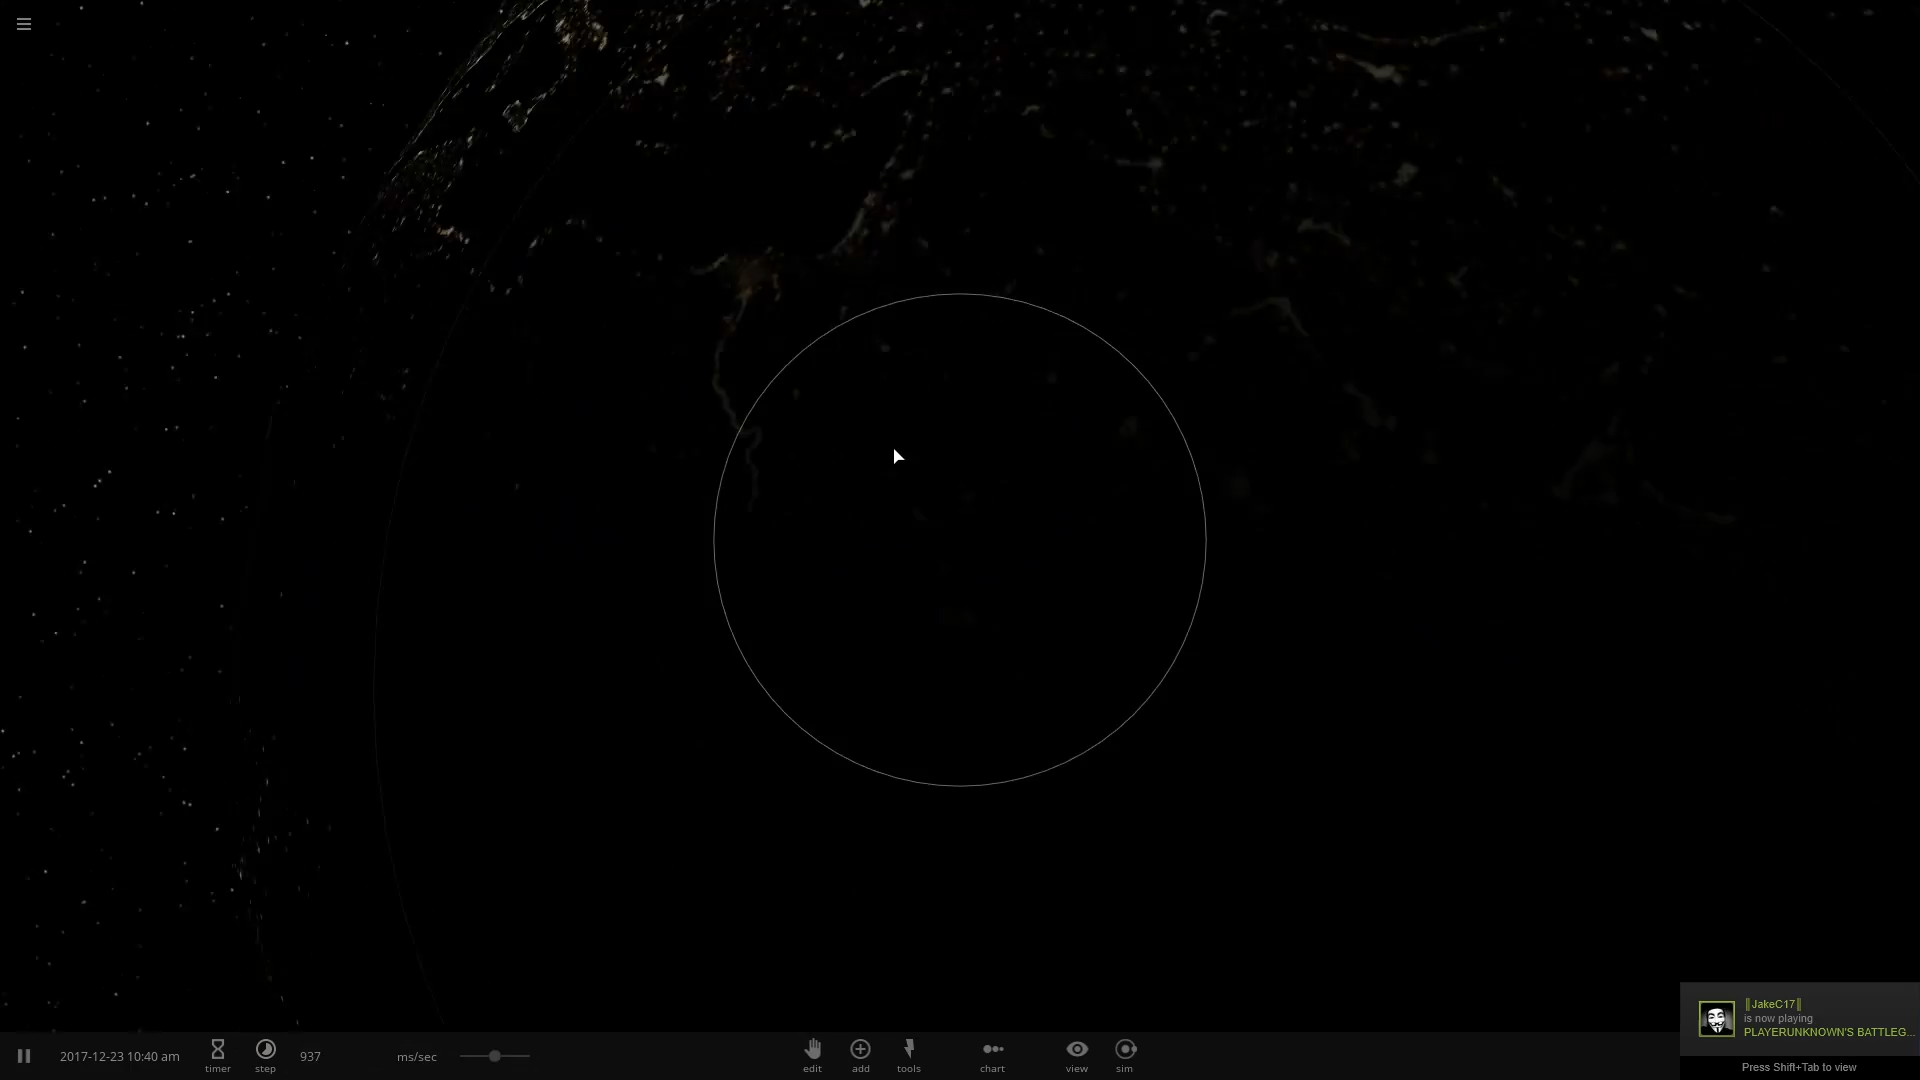 2017-12-23 10:40 am
timer
step
937
ms/sec
edit
add
tools
chart
view
sim
║JakeC17║
is now playing
PLAYERUNKNOWN'S BATTLEG...
Press Shift+Tab to view